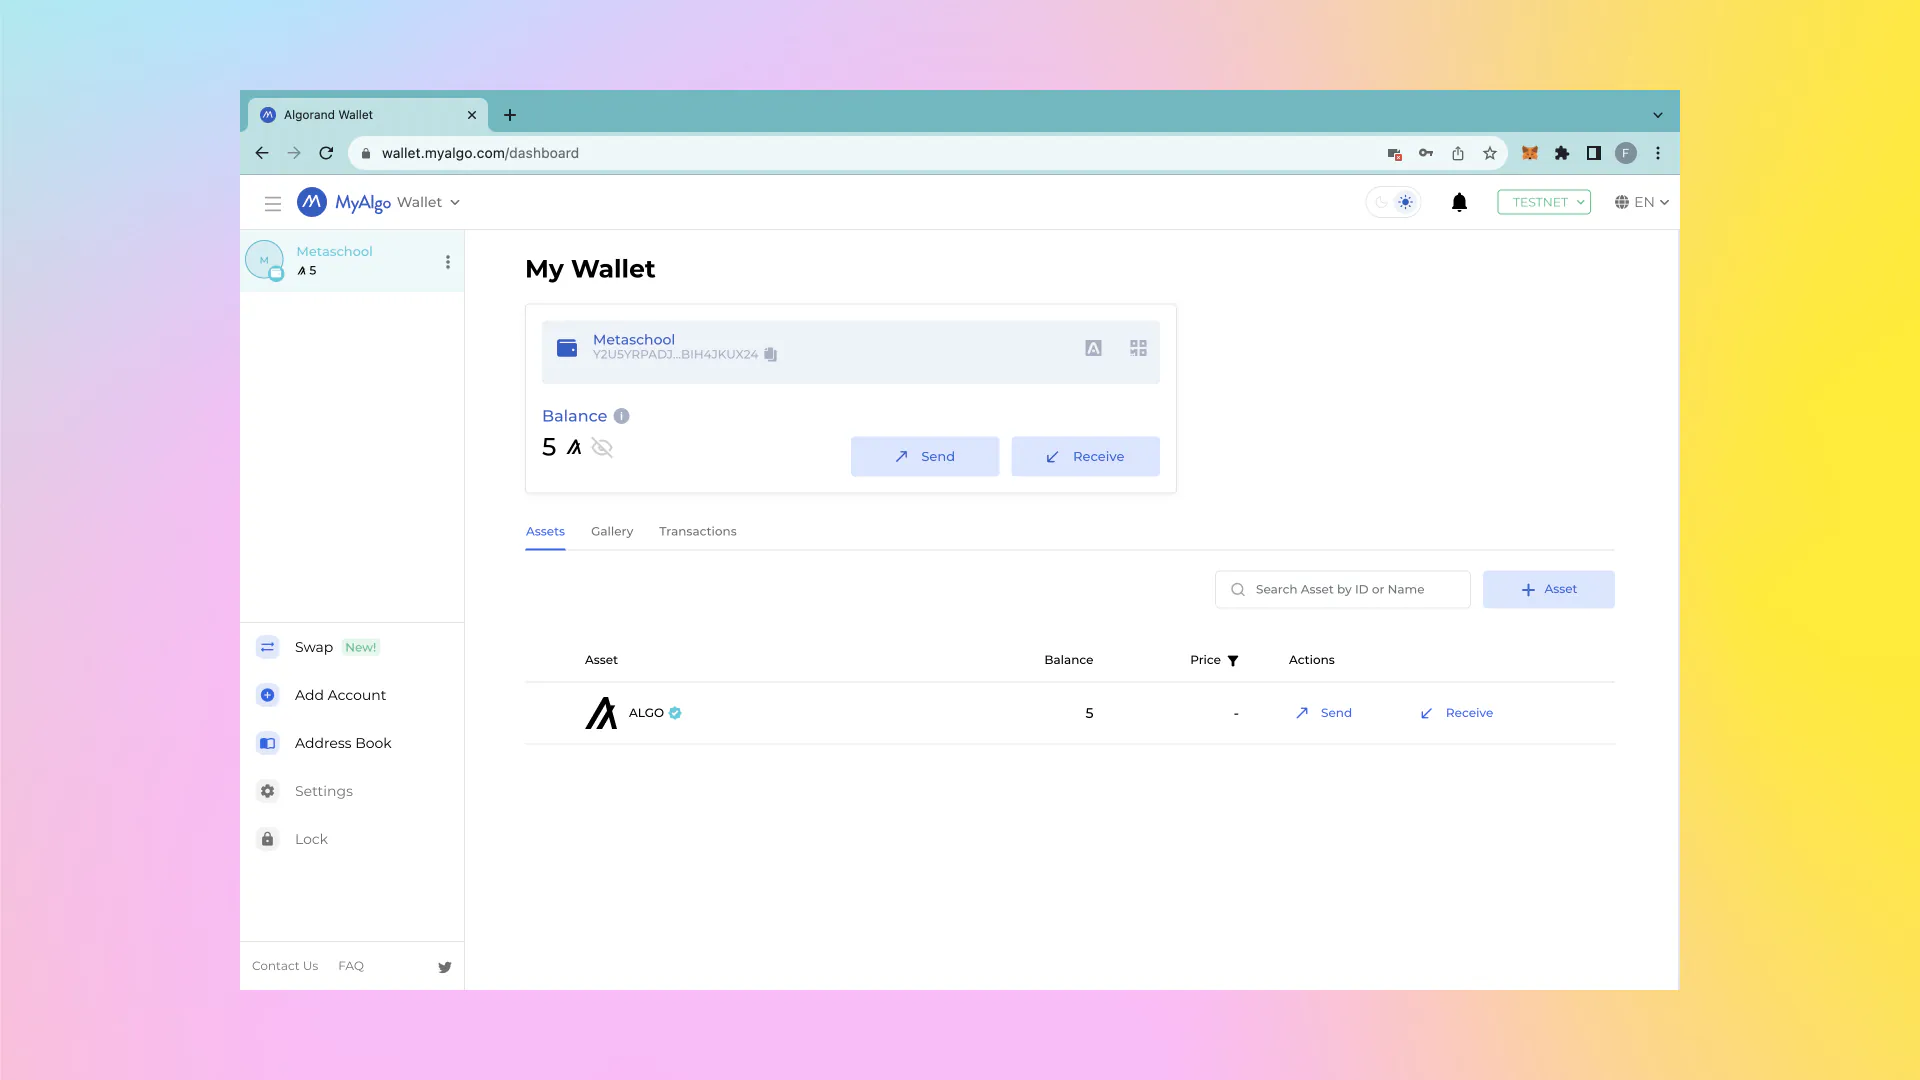 Algorand Wallet
wallet.myalgo.com/dashboard
F
MyAlgo Wallet
TESTNET
EN
M
Metaschool
5
My Wallet
Metaschool
Y2U5YRPADJ...BIH4JKUX24
Balance
5
Send
Receive
Assets Gallery Transactions
Search Asset by ID or Name
Asset
Asset Balance Price Actions
ALGO 5 - Send Receive
Swap New!
Add Account
Address Book
Settings
Lock
Contact Us FAQ